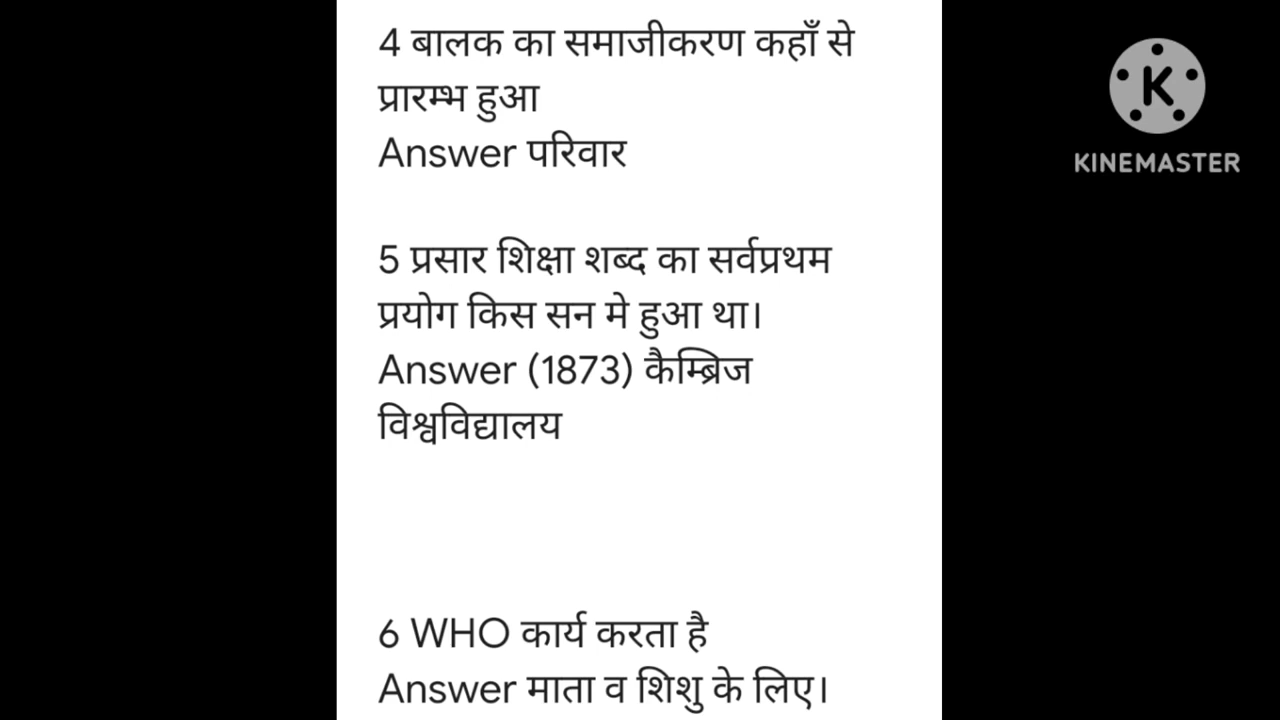 4 बालक का समाजीकरण कहाँ से
प्रारम्भ हुआ
Answer परिवार
5 प्रसार शिक्षा शब्द का सर्वप्रथम
प्रयोग किस सन मे हुआ था।
Answer (1873) कैम्ब्रिज
विश्वविद्यालय
6 WHO कार्य करता है
Answer माता व शिशु के लिए।
K
KINEMASTER